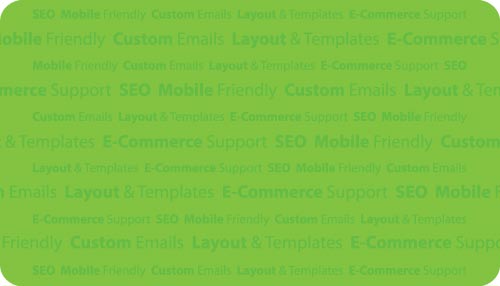 SEO Mobile Friendly Custom Emails Layout & Templates E-Commerce Support
obile Friendly Custom Emails Layout & Templates E-Commerce S
Mobile Friendly Custom Emails Layout & Templates E-Commerce Support SEO
merce Support SEO Mobile Friendly Custom Emails Layout & Ten
Custom Emails Layout & Templates E-Commerce Support SEO Mobile Friendly
& Templates E-Commerce Support SEO Mobile Friendly Custom
Layout & Templates E-Commerce Support SEO Mobile Friendly Custom Emails
Emails Layout & Templates E-Commerce Support SEO Mobile F
E-Commerce Support SEO Mobile Friendly Custom Emails Layout & Templates
Friendly Custom Emails Layout & Templates E-Commerce Suppo
SEO Mobile Friendly Custom Emails Layout & Templates E-Commerce Support